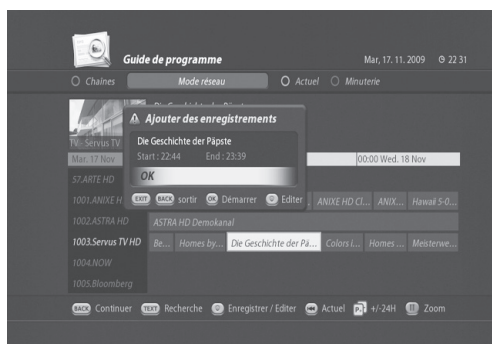 Guide de programme
Mar, 17. 11. 2009 22 31
Chaînes Mode réseau Actuel Minuterie
Ajouter des enregistrements
TV - Servus TV
Die Geschichte der Päpste
Start : 22:44 End : 23:39
Mar. 17 Nov 00:00 Wed. 18 Nov
OK
57.ARTE HD
EXIT BACK sortir OK Démarrer Editer
1001.ANIXE H ANIXE HD Cl... ANIX... Hawaii 5-0...
1002.ASTRA HD ASTRA HD Demokanal
1003.Servus TV HD Be... Homes by... Die Geschichte der Pä... Colors i... Homes ... Meisterwe...
1004.NOW
1005.Bloomberg
BACK Continuer TEXT Recherche Enregistrer / Editer Actuel +/-24H Zoom